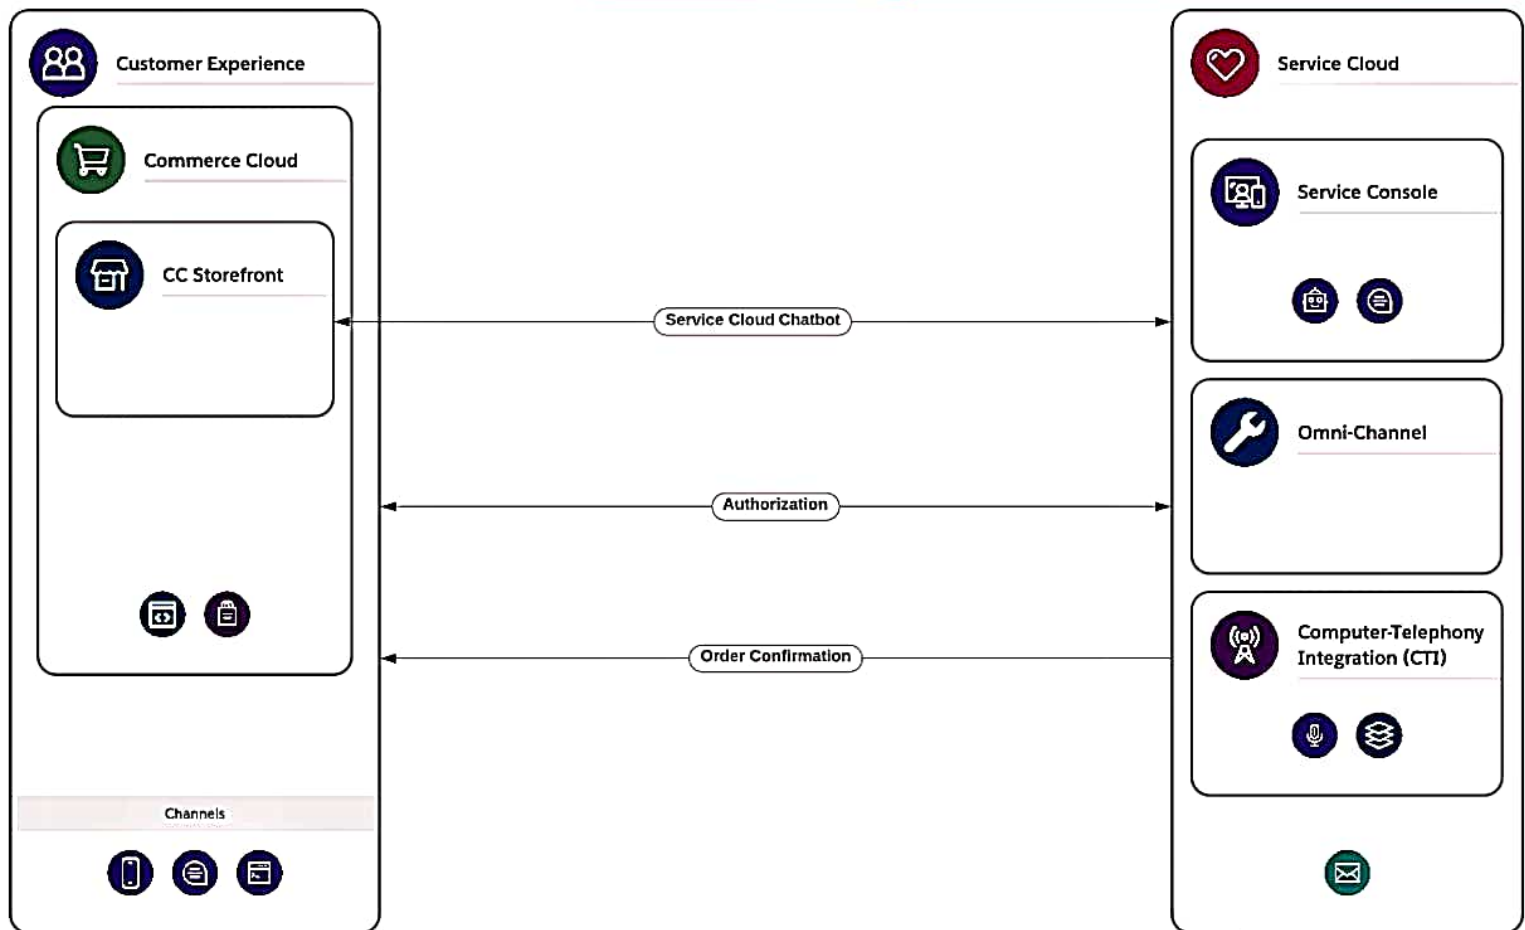 Customer Experience
Commerce Cloud
CC Storefront
Channels
Service Cloud Chatbot
Authorization
Order Confirmation
Service Cloud
Service Console
Omni-Channel
Computer-Telephony
Integration (CTI)